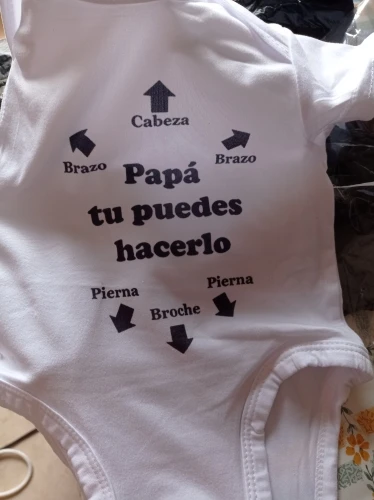 Cabeza
Brazo
Brazo
Papá
tu puedes
hacerlo
Pierna
Pierna
Broche